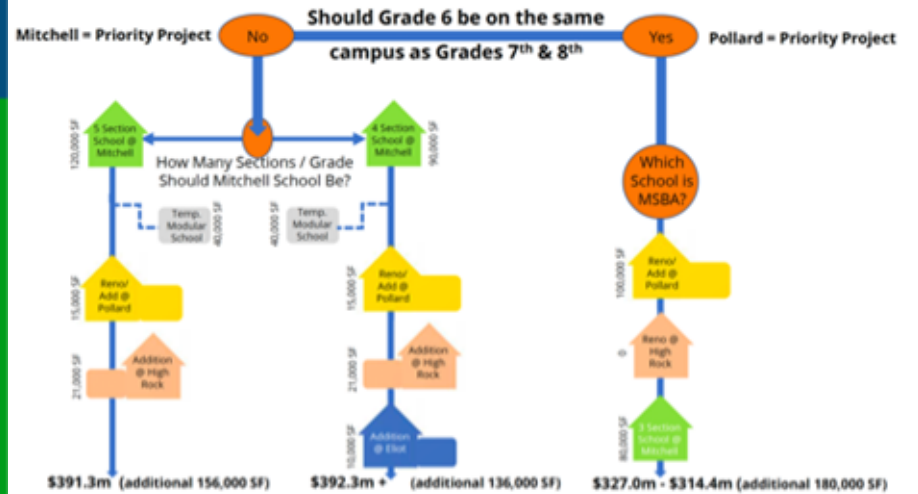 Should Grade 6 be on the same
campus as Grades 7th & 8th
Mitchell = Priority Project
No
Yes
Pollard = Priority Project
120,000 SF
5 Section
School @
Mitchell
4 Section
School @
Mitchell
90,000 SF
How Many Sections / Grade
Should Mitchell School Be?
Which
School is
MSBA?
Temp.
Modular
School
40,000 SF
40,000 SF
Temp.
Modular
School
15,000 SF
Reno/
Add @
Pollard
15,000 SF
Reno/
Add @
Pollard
100,000 SF
Reno/
Add @
Pollard
21,000 SF
Addition
@ High
Rock
21,000 SF
Addition
@ High
Rock
0
Reno @
High
Rock
10,000 SF
Addition
@ Eliot
80,000 SF
3 Section
School @
Mitchell
$391.3m (additional 156,000 SF)
$392.3m + (additional 136,000 SF)
$327.0m - $314.4m (additional 180,000 SF)